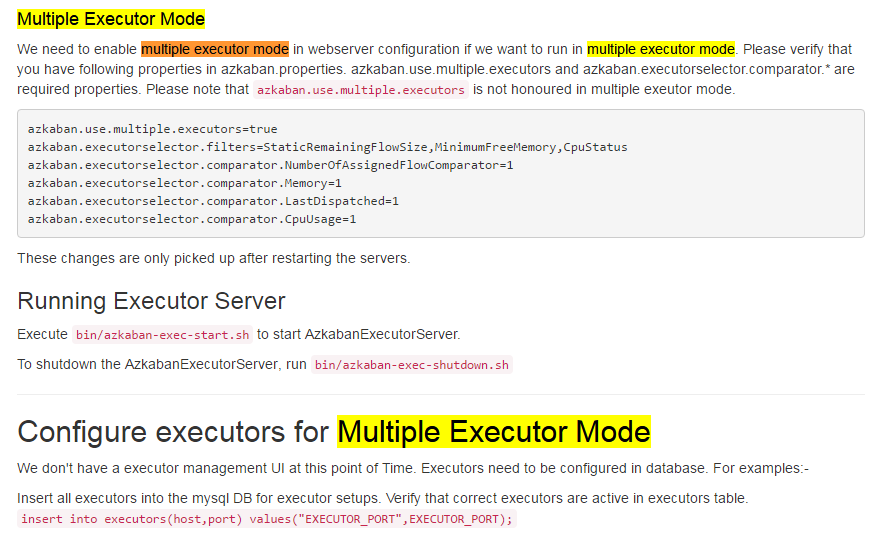 Multiple Executor Mode
We need to enable multiple executor mode in webserver configuration if we want to run in multiple executor mode. Please verify that
you have following properties in azkaban.properties. azkaban.use.multiple.executors and azkaban.executorselector.comparator.* are
required properties. Please note that azkaban.use.multiple.executors is not honoured in multiple exeutor mode.
azkaban.use.multiple.executors=true
azkaban.executorselector.filters=StaticRemainingFlowSize,MinimumFreeMemory,CpuStatus
azkaban.executorselector.comparator.NumberOfAssignedFlowComparator=1
azkaban.executorselector.comparator.Memory=1
azkaban.executorselector.comparator.LastDispatched=1
azkaban.executorselector.comparator.CpuUsage=1
These changes are only picked up after restarting the servers.
Running Executor Server
Execute bin/azkaban-exec-start.sh to start AzkabanExecutorServer.
To shutdown the AzkabanExecutorServer, run bin/azkaban-exec-shutdown.sh
Configure executors for Multiple Executor Mode
We don't have a executor management UI at this point of Time. Executors need to be configured in database. For examples:-
Insert all executors into the mysql DB for executor setups. Verify that correct executors are active in executors table.
insert into executors(host,port) values("EXECUTOR_PORT",EXECUTOR_PORT);